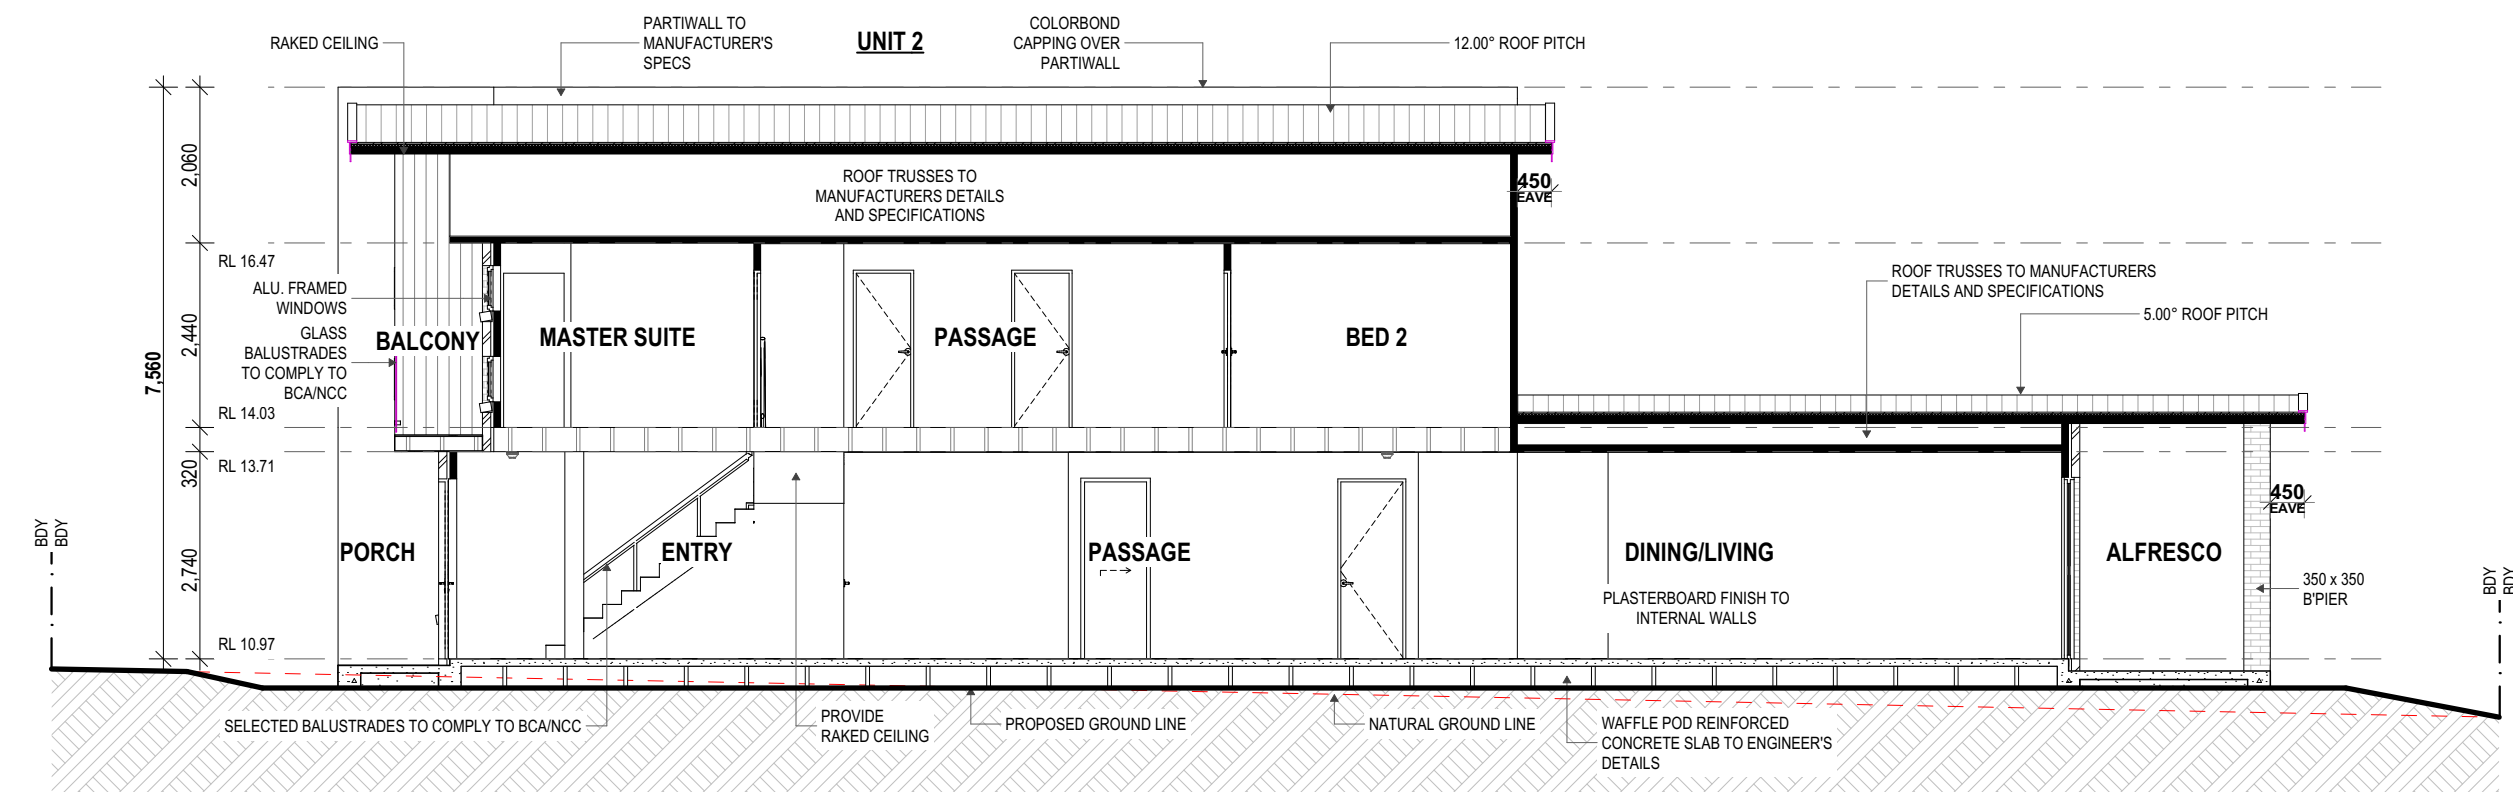 RAKED CEILING
PARTIWALL TO
MANUFACTURER'S
SPECS
UNIT 2
COLORBOND
CAPPING OVER
PARTIWALL
12.00° ROOF PITCH
2,060
ROOF TRUSSES TO
MANUFACTURERS DETAILS
AND SPECIFICATIONS
450
EAVE
RL 16.47
ALU. FRAMED
WINDOWS
GLASS
BALUSTRADES
TO COMPLY TO
BCA/NCC
2,440
7,560
BALCONY
MASTER SUITE
PASSAGE
BED 2
ROOF TRUSSES TO MANUFACTURERS
DETAILS AND SPECIFICATIONS
5.00° ROOF PITCH
RL 14.03
320
RL 13.71
450
EAVE
BDY
BDY
2,740
PORCH
ENTRY
PASSAGE
DINING/LIVING
PLASTERBOARD FINISH TO
INTERNAL WALLS
ALFRESCO
350 x 350
B'PIER
BDY
BDY
RL 10.97
SELECTED BALUSTRADES TO COMPLY TO BCA/NCC
PROVIDE
RAKED CEILING
PROPOSED GROUND LINE
NATURAL GROUND LINE
WAFFLE POD REINFORCED
CONCRETE SLAB TO ENGINEER'S
DETAILS